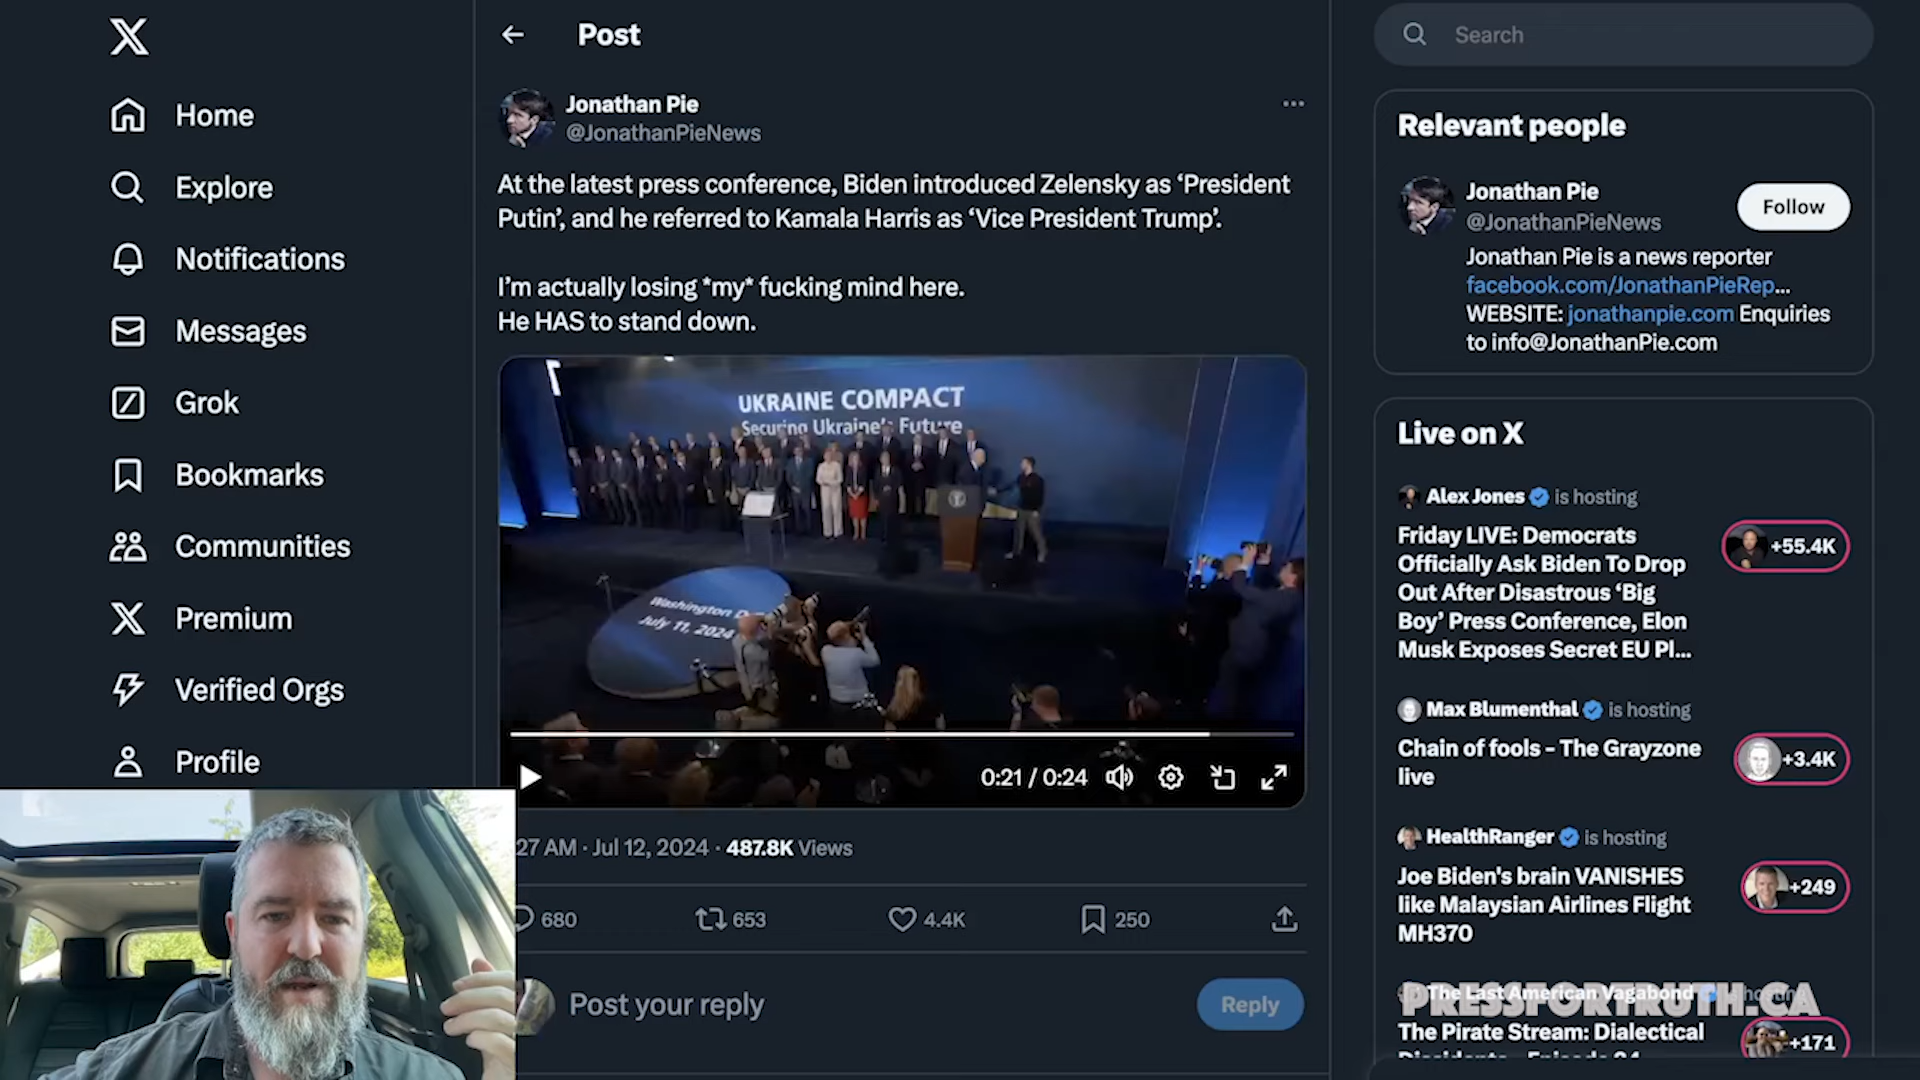 Home
Explore
Notifications
Messages
Grok
Bookmarks
Communities
Premium
Verified Orgs
Profile
Post
Jonathan Pie
@JonathanPieNews
At the latest press conference, Biden introduced Zelensky as ‘President
Putin’, and he referred to Kamala Harris as ‘Vice President Trump’.
I’m actually losing *my* fucking mind here.
He HAS to stand down.
UKRAINE COMPACT
Securing Ukraine's Future
Washington D
July 11, 2024
0:21 / 0:24
27 AM · Jul 12, 2024 · 487.8K Views
680
653
4.4K
250
Post your reply
Reply
Search
Relevant people
Jonathan Pie
@JonathanPieNews
Follow
Jonathan Pie is a news reporter
facebook.com/JonathanPieRep...
WEBSITE: jonathanpie.com Enquiries
to info@JonathanPie.com
Live on X
Alex Jones is hosting
Friday LIVE: Democrats
Officially Ask Biden To Drop
Out After Disastrous ‘Big
Boy’ Press Conference, Elon
Musk Exposes Secret EU Pl...
+55.4K
Max Blumenthal is hosting
Chain of fools - The Grayzone
live
+3.4K
HealthRanger is hosting
Joe Biden's brain VANISHES
like Malaysian Airlines Flight
MH370
+249
The Last American Vagabond
PRESSFORTRUTH.CA
The Pirate Stream: Dialectical
+171